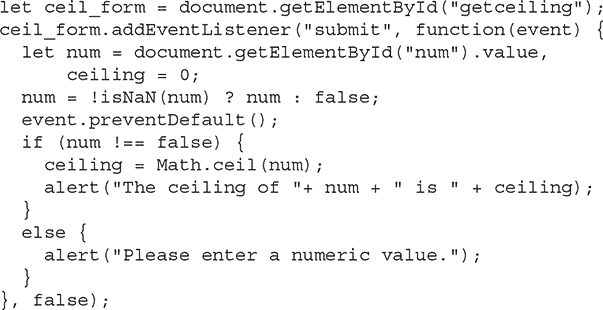 let ceil_form = document.getElementById("getceiling");
ceil_form.addEventListener("submit", function(event) {
  let num = document.getElementById("num").value,
      ceiling = 0;
  num = !isNaN(num) ? num : false;
  event.preventDefault();
  if (num !== false) {
    ceiling = Math.ceil(num);
    alert("The ceiling of "+ num + " is " + ceiling);
  }
  else {
    alert("Please enter a numeric value.");
  }
}, false);